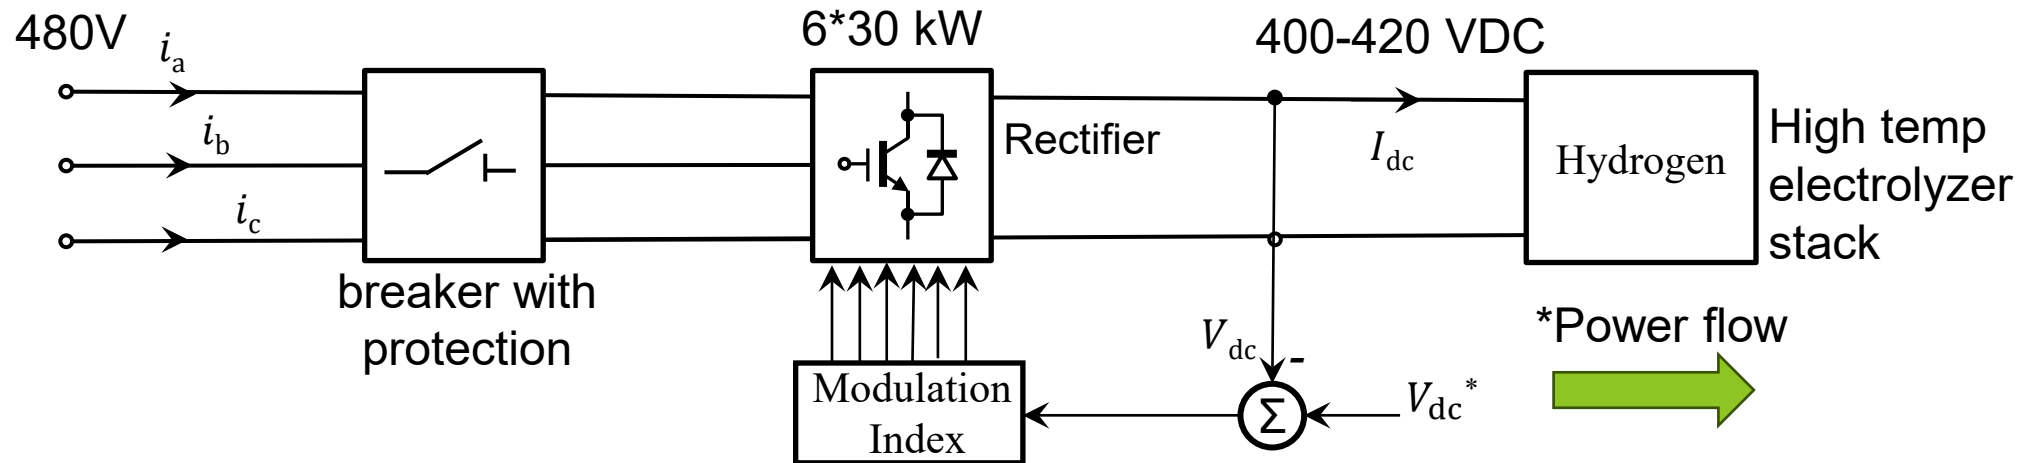 480V
i_a
i_b
i_c
breaker with
protection
6*30 kW
Rectifier
400-420 VDC
I_dc
Hydrogen
High temp
electrolyzer
stack
*Power flow
V_dc
-
V_dc*
Σ
Modulation
Index